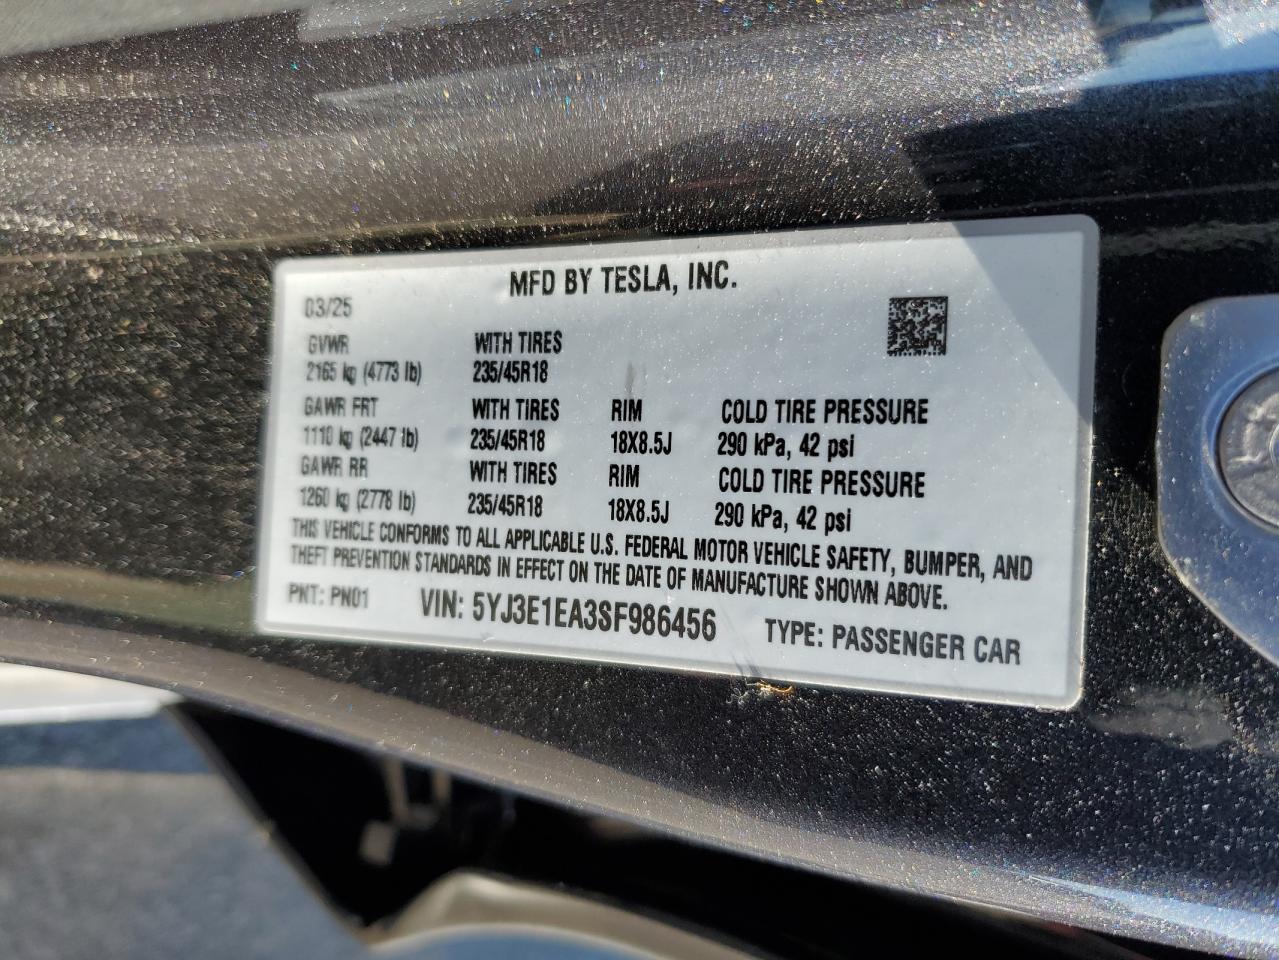 MFD BY TESLA, INC.
03/25
GVWR WITH TIRES
2165 kg (4773 lb) 235/45R18
GAWR FRT WITH TIRES RIM COLD TIRE PRESSURE
1110 kg (2447 lb) 235/45R18 18X8.5J 290 kPa, 42 psi
GAWR RR WITH TIRES RIM COLD TIRE PRESSURE
1260 kg (2778 lb) 235/45R18 18X8.5J 290 kPa, 42 psi
THIS VEHICLE CONFORMS TO ALL APPLICABLE U.S. FEDERAL MOTOR VEHICLE SAFETY, BUMPER, AND
THEFT PREVENTION STANDARDS IN EFFECT ON THE DATE OF MANUFACTURE SHOWN ABOVE.
PNT: PN01 VIN: 5YJ3E1EA3SF986456 TYPE: PASSENGER CAR